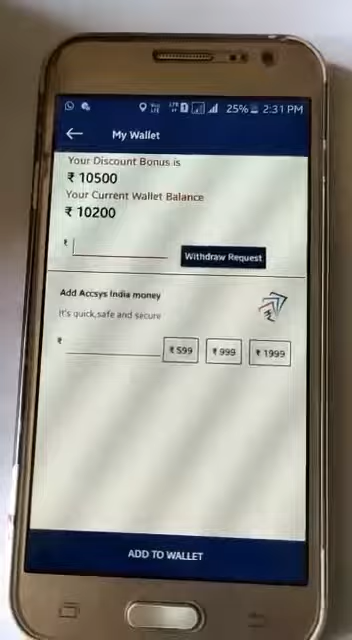 25% 2:31 PM
My Wallet
Your Discount Bonus is
₹ 10500
Your Current Wallet Balance
₹ 10200
₹
Withdraw Request
Add Accsys India money
It's quick,safe and secure
₹
₹ 599 ₹ 999 ₹ 1999
ADD TO WALLET